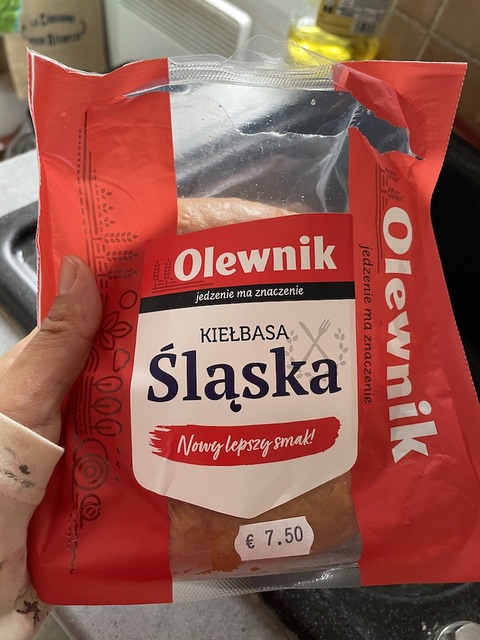 Olewnik
jedzenie ma znaczenie
KIEŁBASA
Śląska
Nowy lepszy smak!
€ 7.50
Olewnik
jedzenie ma znaczenie